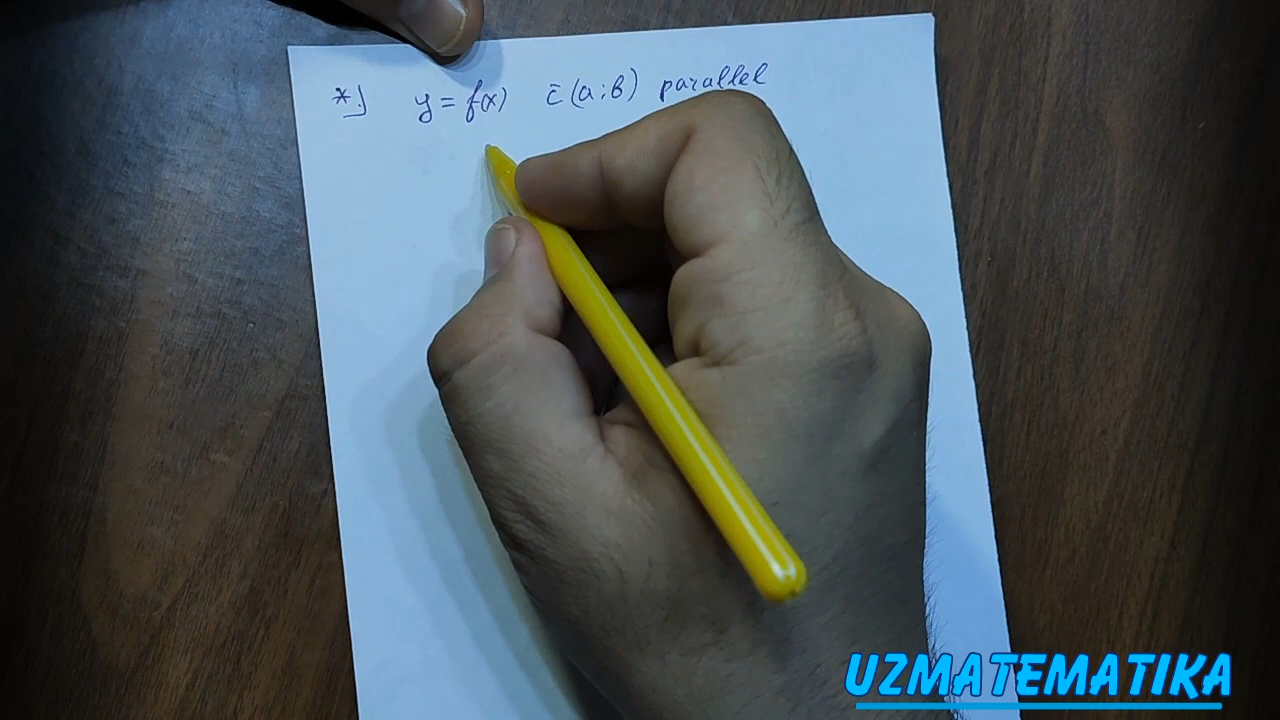 *) y = f(x) c̄(a;b) parallel
UZMATEMATIKA